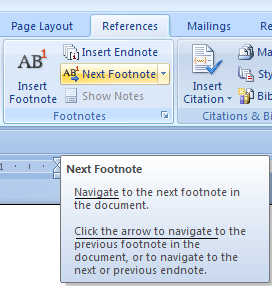 Page Layout References Mailings
AB¹ Insert Endnote Ma
AB¹ Next Footnote Sty
Insert Footnote Show Notes Insert Citation Bib
Footnotes Citations & Bi
1
Next Footnote
Navigate to the next footnote in
the document.
Click the arrow to navigate to the
previous footnote in the
document, or to navigate to the
next or previous endnote.